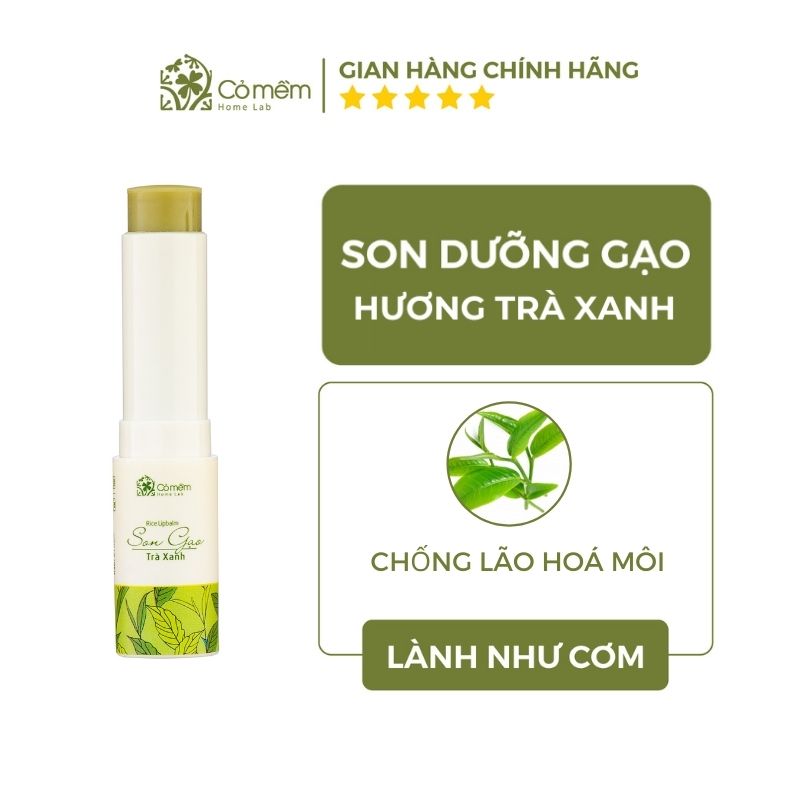 Cỏ mềm
Home Lab
GIAN HÀNG CHÍNH HÃNG
SON DƯỠNG GẠO
HƯƠNG TRÀ XANH
CHỐNG LÃO HOÁ MÔI
LÀNH NHƯ CƠM
Cỏ mềm
Home Lab
Rice Lipbalm
Son Gạo
Trà Xanh